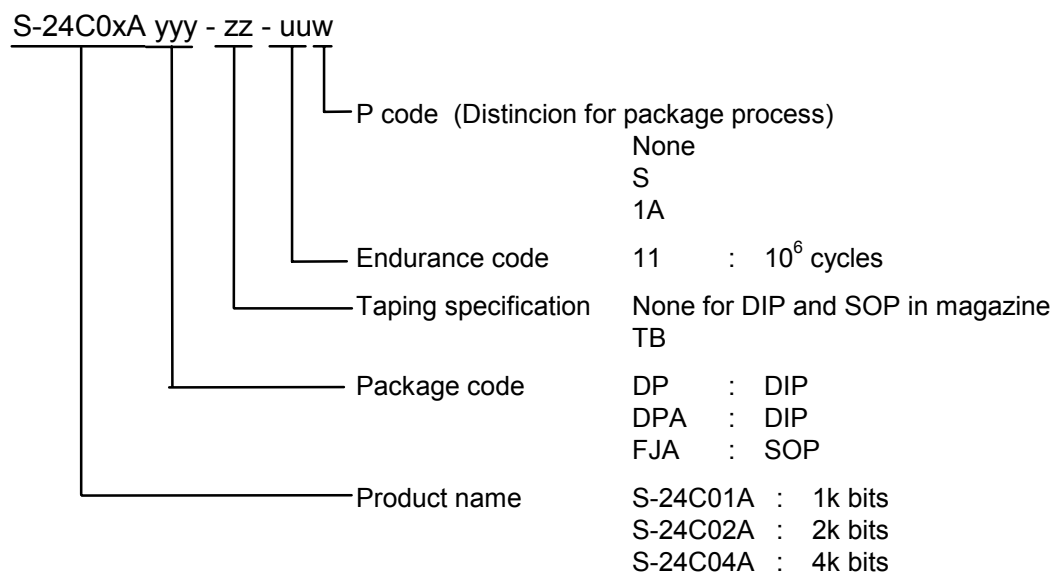 S-24C0xA yyy - zz - uuw
P code (Distincion for package process)
None
S
1A
Endurance code 11 : 10⁶ cycles
Taping specification None for DIP and SOP in magazine
TB
Package code DP : DIP
DPA : DIP
FJA : SOP
Product name S-24C01A : 1k bits
S-24C02A : 2k bits
S-24C04A : 4k bits